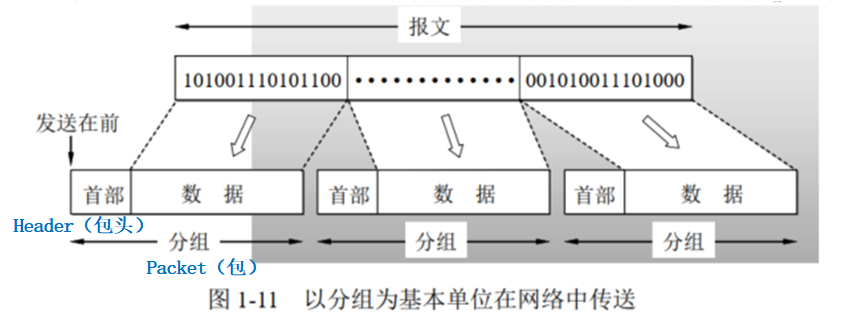 报文
101001110101100 ••••••••••••• 001010011101000
发送在前
首部 数 据 首部 数 据 首部 数 据
Header（包头）
分组 分组 分组
Packet（包）
图 1-11 以分组为基本单位在网络中传送